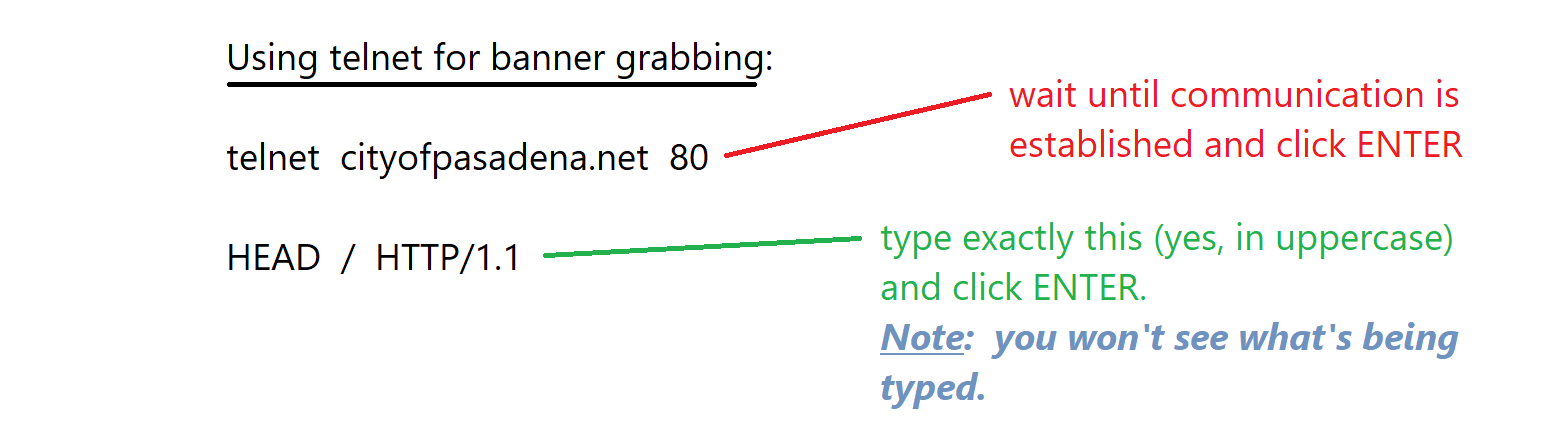 Using telnet for banner grabbing:
telnet cityofpasadena.net 80
wait until communication is
established and click ENTER
HEAD / HTTP/1.1
type exactly this (yes, in uppercase)
and click ENTER.
Note: you won't see what's being
typed.